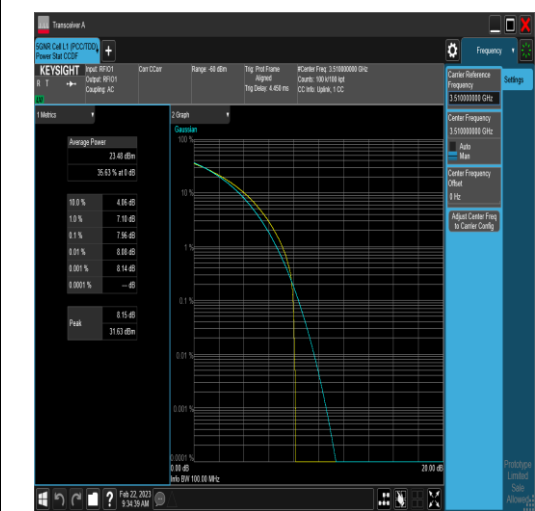 Transceiver A
5GNR Cell L1 (PCC/TDD)
Power Stat CCDF
Frequency
KEYSIGHT
R T
Input: RFIO1
Output: RFIO1
Coupling: AC
Corr CCorr
Range: -60 dBm
Trig: Prot Frame
Aligned
Trig Delay: 4.450 ms
#Center Freq: 3.510000000 GHz
Counts: 100 k/100 kpt
CC Info: Uplink, 1 CC
Carrier Reference
Frequency
3.510000000 GHz
Settings
Center Frequency
3.510000000 GHz
Auto
Man
Center Frequency
Offset
0 Hz
Adjust Center Freq
to Carrier Config
1 Metrics
2 Graph
Average Power
23.48 dBm
35.63 % at 0 dB
10.0 % 4.06 dB
1.0 % 7.10 dB
0.1 % 7.96 dB
0.01 % 8.08 dB
0.001 % 8.14 dB
0.0001 % --- dB
Peak
8.15 dB
31.63 dBm
Gaussian
100 %
10 %
1 %
0.1 %
0.01 %
0.001 %
0.0001 %
0.00 dB
20.00 dB
Info BW 100.00 MHz
Feb 22, 2023
9:34:39 AM
Prototype
Limited
Sale
Allowed